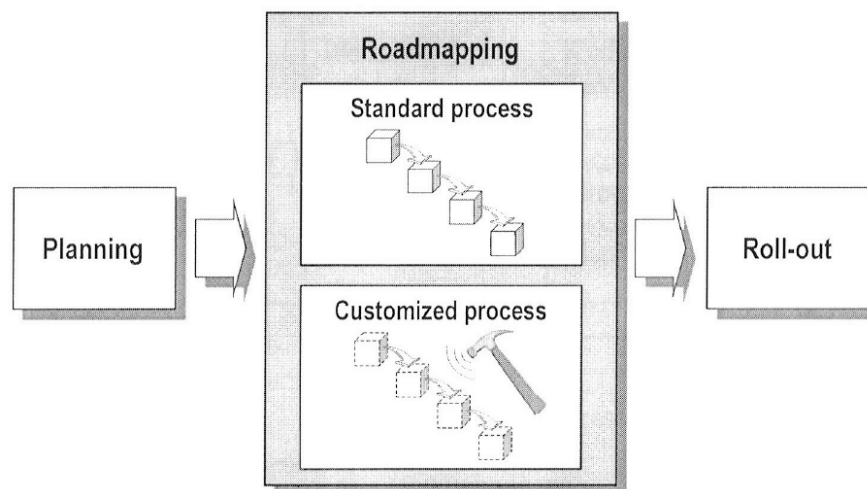 Roadmapping
Standard process
Planning
Roll-out
Customized process